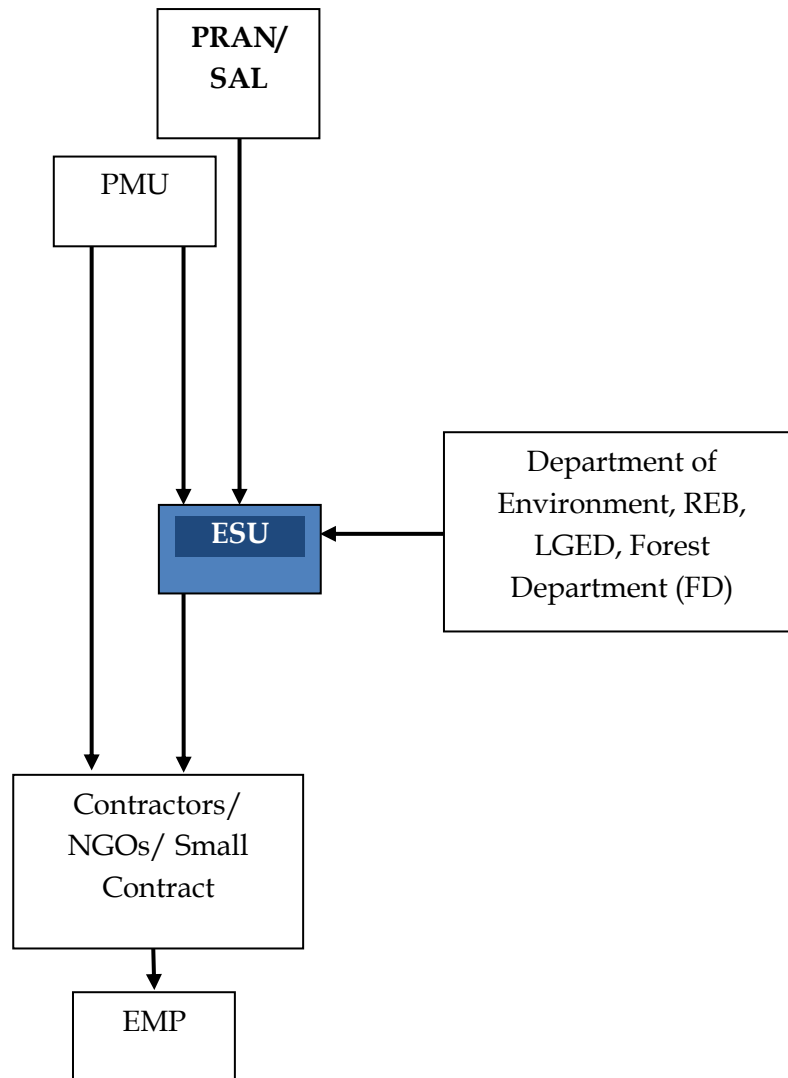 PRAN/
SAL
PMU
ESU
Department of
Environment, REB,
LGED, Forest
Department (FD)
Contractors/
NGOs/ Small
Contract
EMP